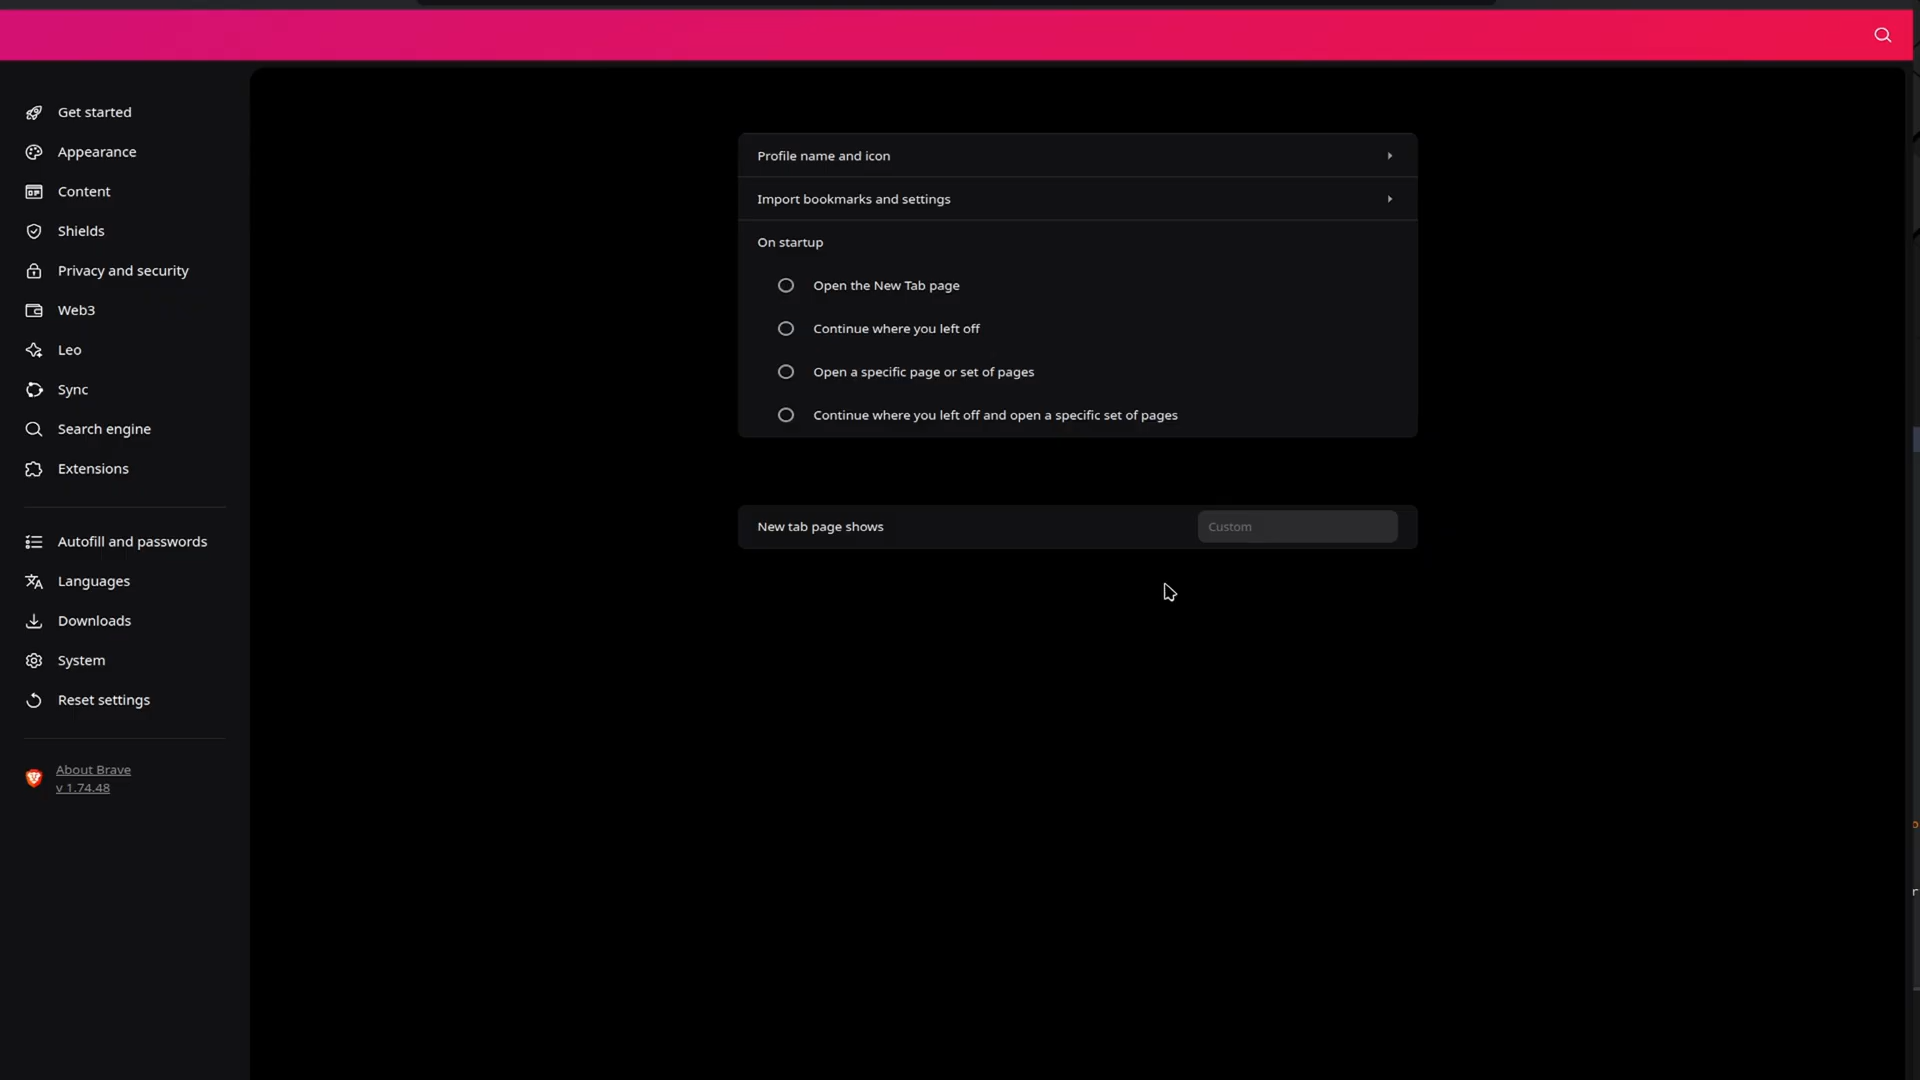 Get started
Appearance
Content
Shields
Privacy and security
Web3
Leo
Sync
Search engine
Extensions
Autofill and passwords
Languages
Downloads
System
Reset settings
About Brave
v 1.74.48
Profile name and icon
Import bookmarks and settings
On startup
Open the New Tab page
Continue where you left off
Open a specific page or set of pages
Continue where you left off and open a specific set of pages
New tab page shows
Custom